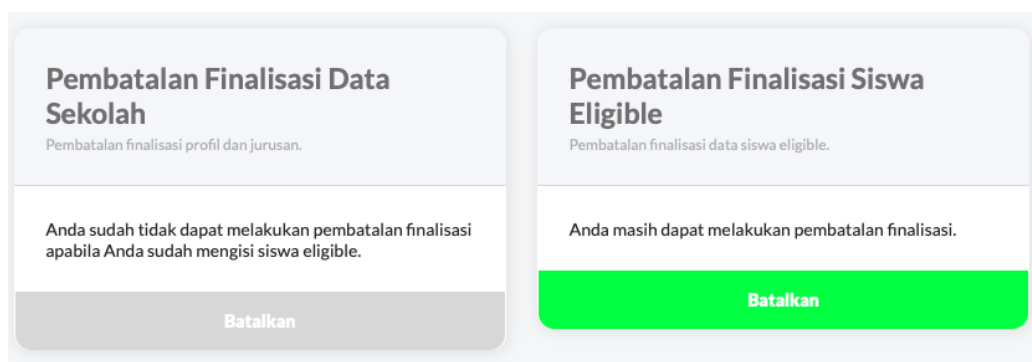 Pembatalan Finalisasi Data
Sekolah
Pembatalan finalisasi profil dan jurusan.
Anda sudah tidak dapat melakukan pembatalan finalisasi
apabila Anda sudah mengisi siswa eligible.
Batalkan
Pembatalan Finalisasi Siswa
Eligible
Pembatalan finalisasi data siswa eligible.
Anda masih dapat melakukan pembatalan finalisasi.
Batalkan